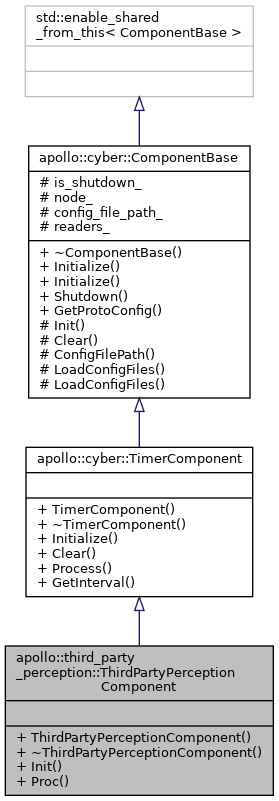 std::enable_shared
_from_this< ComponentBase >
apollo::cyber::ComponentBase
# is_shutdown_
# node_
# config_file_path_
# readers_
+ ~ComponentBase()
+ Initialize()
+ Initialize()
+ Shutdown()
+ GetProtoConfig()
# Init()
# Clear()
# ConfigFilePath()
# LoadConfigFiles()
# LoadConfigFiles()
apollo::cyber::TimerComponent
+ TimerComponent()
+ ~TimerComponent()
+ Initialize()
+ Clear()
+ Process()
+ GetInterval()
apollo::third_party
_perception::ThirdPartyPerception
Component
+ ThirdPartyPerceptionComponent()
+ ~ThirdPartyPerceptionComponent()
+ Init()
+ Proc()